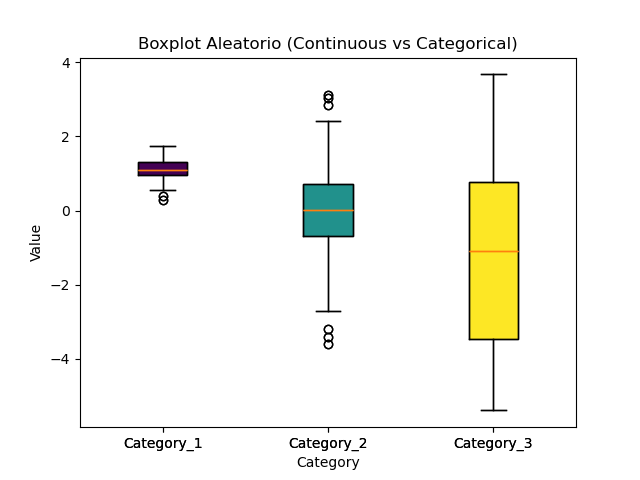 Boxplot Aleatorio (Continuous vs Categorical)
4
2
0
−2
−4
Value
Category_1 Category_2 Category_3
Category